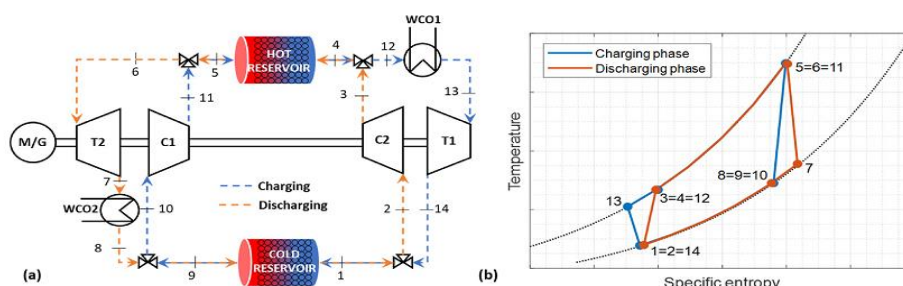 WCO1
HOT
RESERVOIR
6
5
4
12
11
3
13
M/G
T2
C1
C2
T1
7
10
2
14
Charging
Discharging
WCO2
8
9
COLD
RESERVOIR
1
(a)
(b)
Charging phase
Discharging phase
5=6=11
8=9=10
7
13
3=4=12
1=2=14
Temperature
Specific entropy